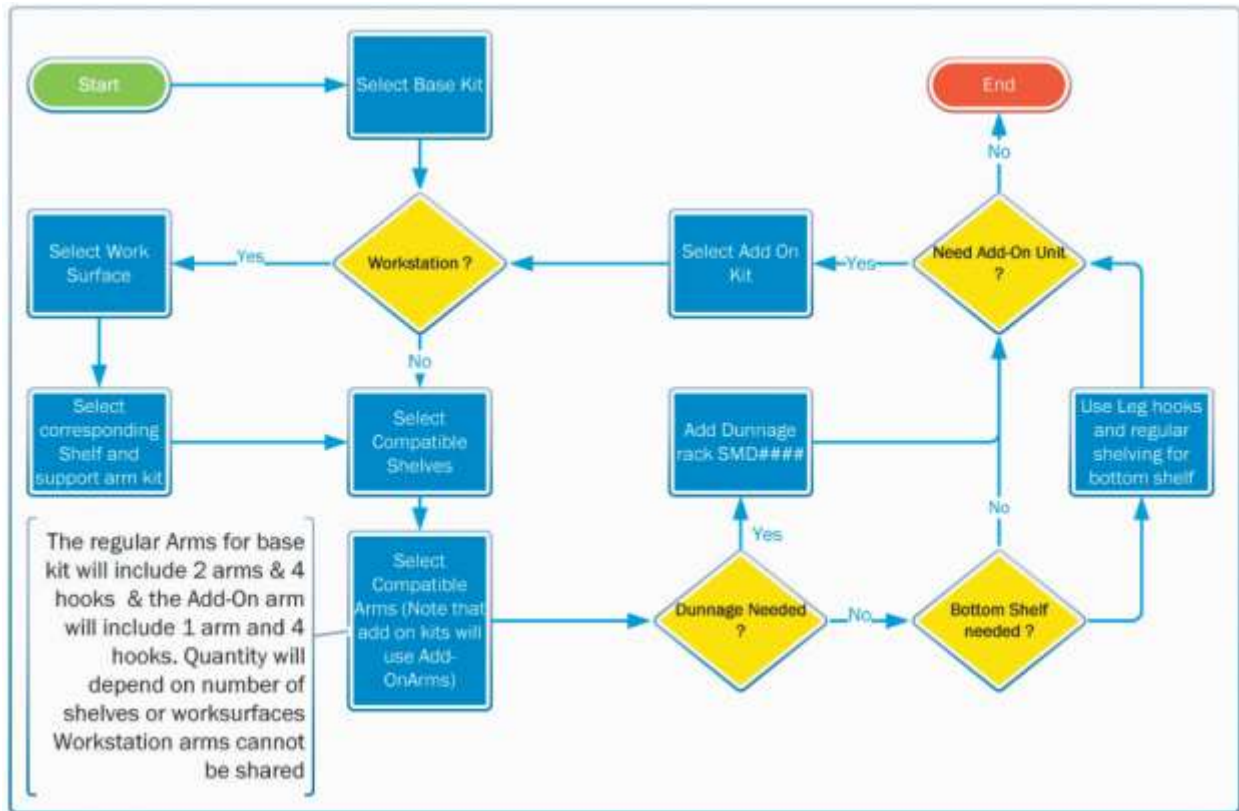 Start
Select Base Kit
End
No
Select Work
Surface
Yes
Workstation ?
Select Add On
Kit
Yes
Need Add-On Unit
?
No
Select
corresponding
Shelf and
support arm kit
Select
Compatible
Shelves
Add Dunnage
rack SMD####
Use Leg hooks
and regular
shelving for
bottom shelf
No
Yes
The regular Arms for base
kit will include 2 arms & 4
hooks & the Add-On arm
will include 1 arm and 4
hooks. Quantity will
depend on number of
shelves or worksurfaces
Workstation arms cannot
be shared
Select
Compatible
Arms (Note that
add on kits will
use Add-
OnArms)
Dunnage Needed
?
No
Bottom Shelf
needed ?